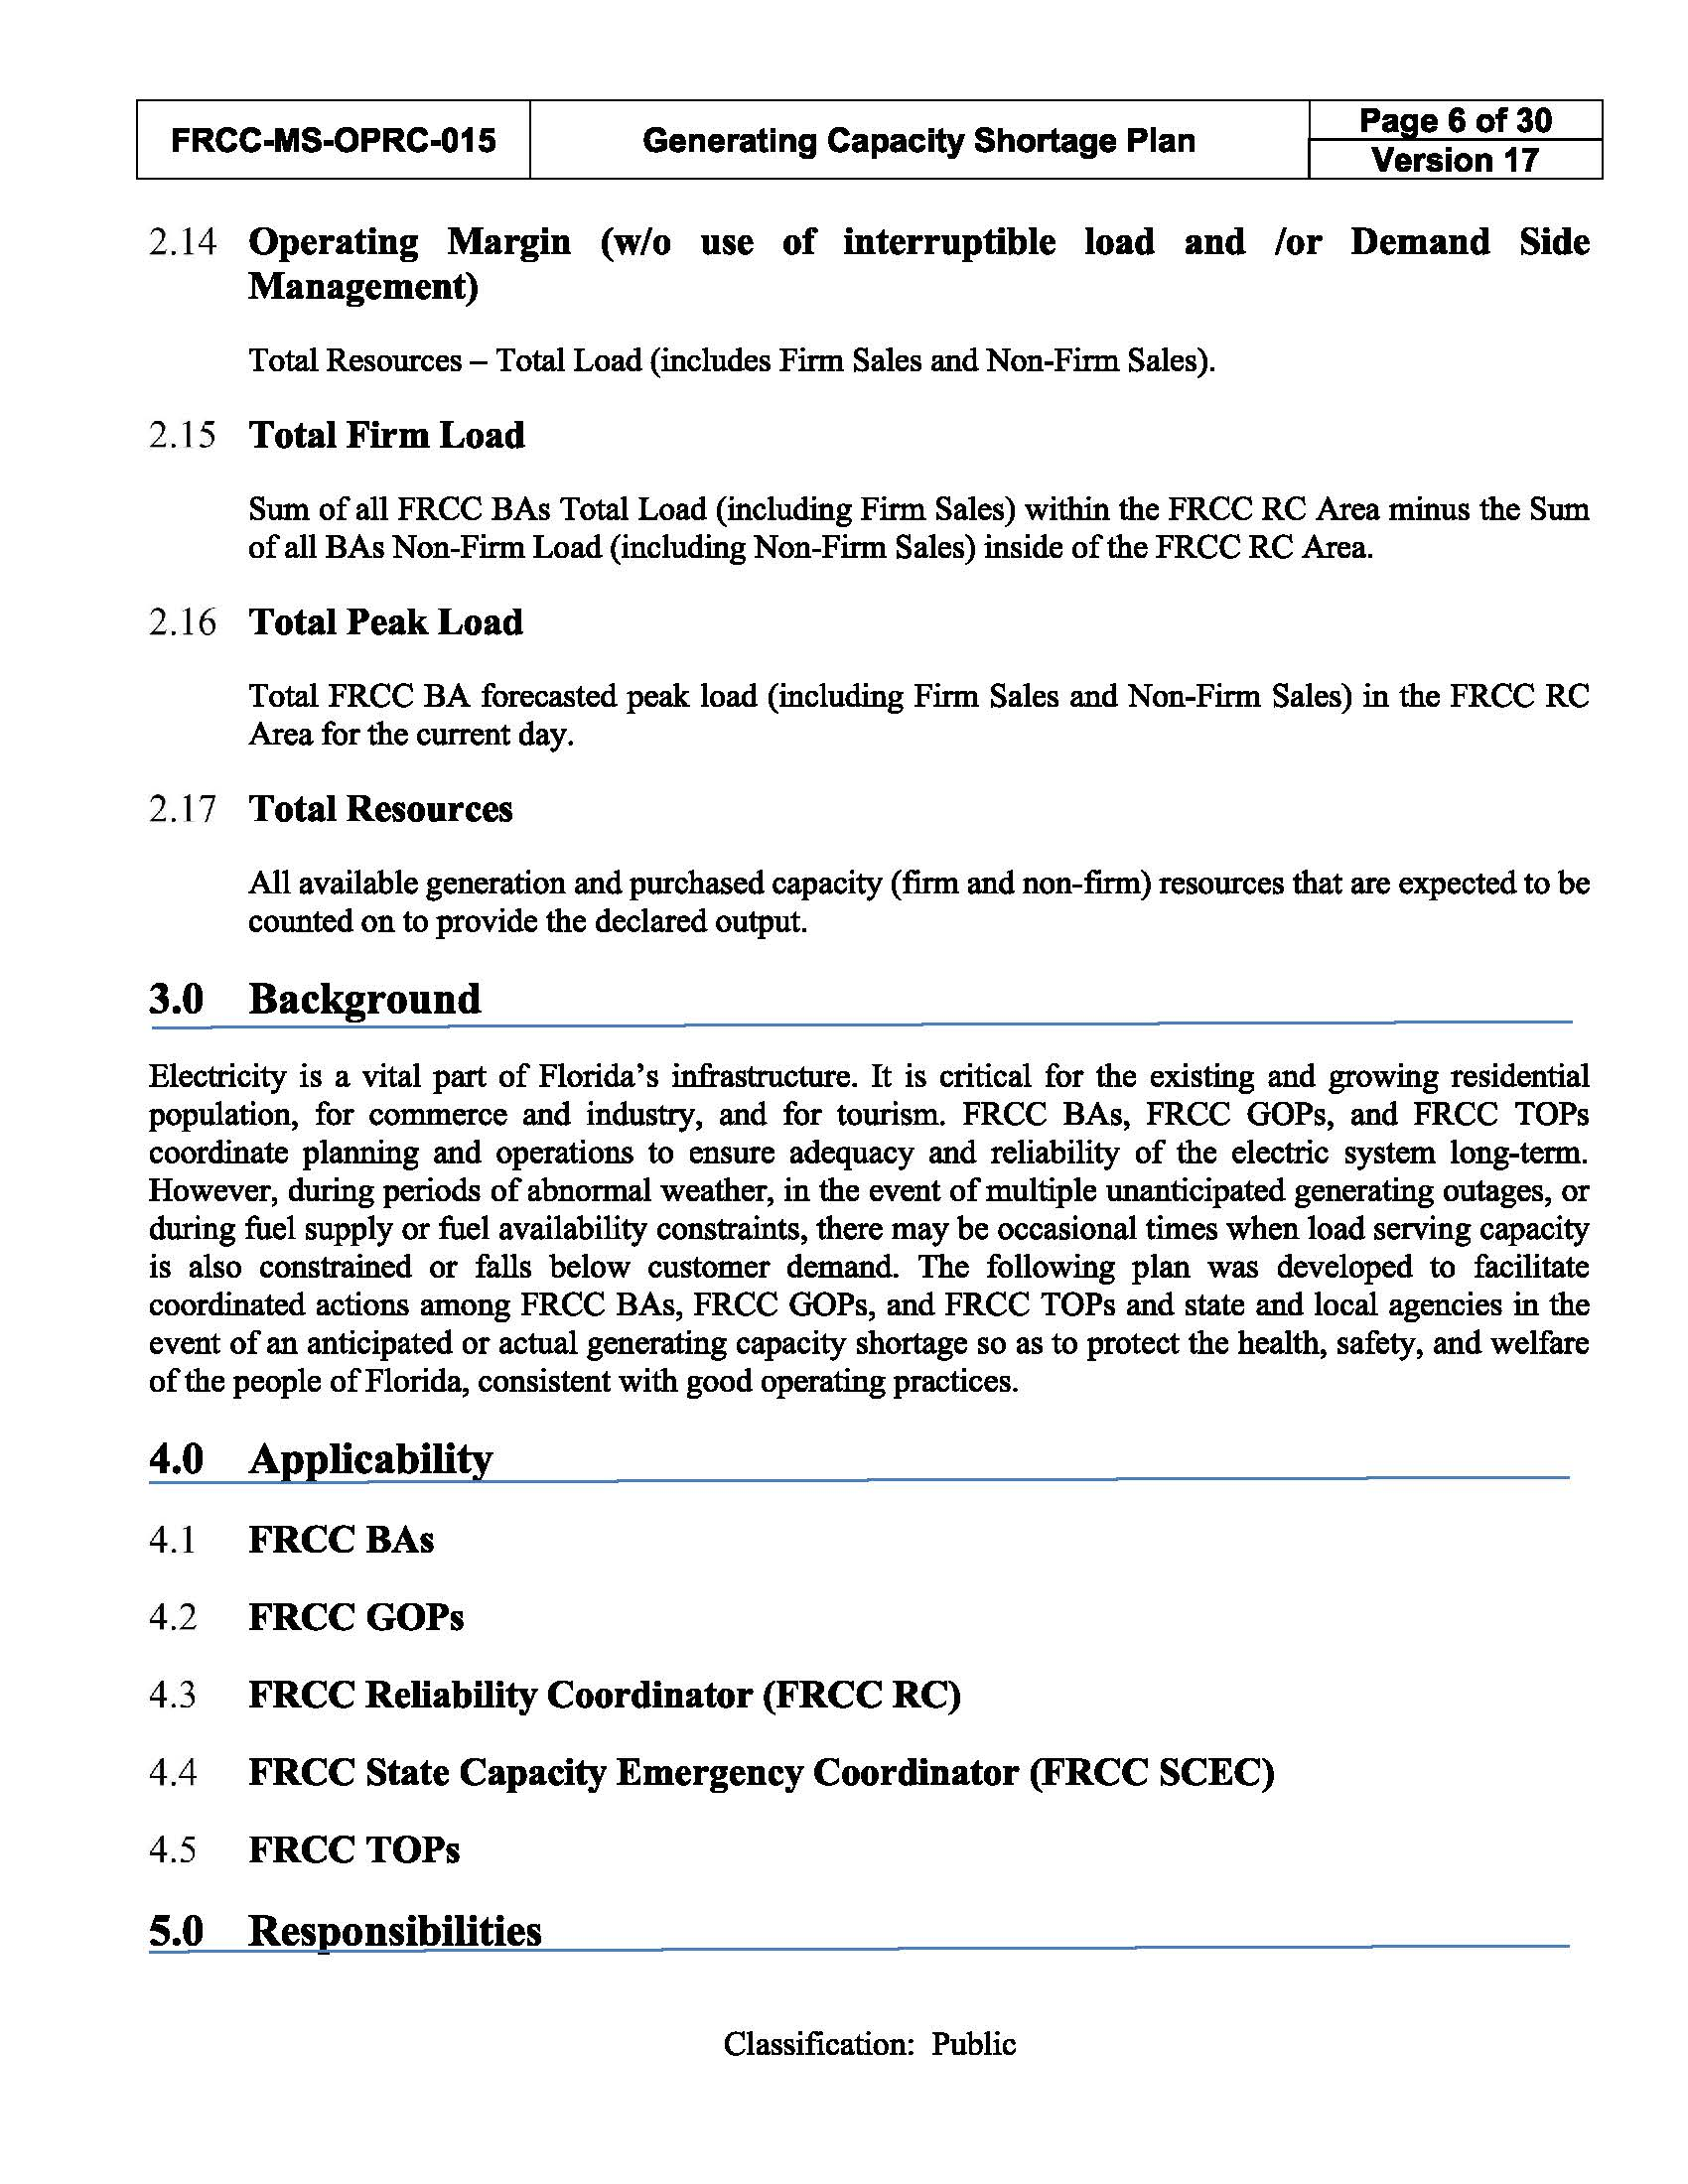 FRCC-MS-OPRC-015
Generating Capacity Shortage Plan
Page 6 of 30
Version 17
2.14 Operating Margin (w/o use of interruptible load and /or Demand Side
Management)
Total Resources – Total Load (includes Firm Sales and Non-Firm Sales).
2.15 Total Firm Load
Sum of all FRCC BAs Total Load (including Firm Sales) within the FRCC RC Area minus the Sum
of all BAs Non-Firm Load (including Non-Firm Sales) inside of the FRCC RC Area.
2.16 Total Peak Load
Total FRCC BA forecasted peak load (including Firm Sales and Non-Firm Sales) in the FRCC RC
Area for the current day.
2.17 Total Resources
All available generation and purchased capacity (firm and non-firm) resources that are expected to be
counted on to provide the declared output.
3.0 Background
Electricity is a vital part of Florida’s infrastructure. It is critical for the existing and growing residential
population, for commerce and industry, and for tourism. FRCC BAs, FRCC GOPs, and FRCC TOPs
coordinate planning and operations to ensure adequacy and reliability of the electric system long-term.
However, during periods of abnormal weather, in the event of multiple unanticipated generating outages, or
during fuel supply or fuel availability constraints, there may be occasional times when load serving capacity
is also constrained or falls below customer demand. The following plan was developed to facilitate
coordinated actions among FRCC BAs, FRCC GOPs, and FRCC TOPs and state and local agencies in the
event of an anticipated or actual generating capacity shortage so as to protect the health, safety, and welfare
of the people of Florida, consistent with good operating practices.
4.0 Applicability
4.1 FRCC BAs
4.2 FRCC GOPs
4.3 FRCC Reliability Coordinator (FRCC RC)
4.4 FRCC State Capacity Emergency Coordinator (FRCC SCEC)
4.5 FRCC TOPs
5.0 Responsibilities
Classification: Public